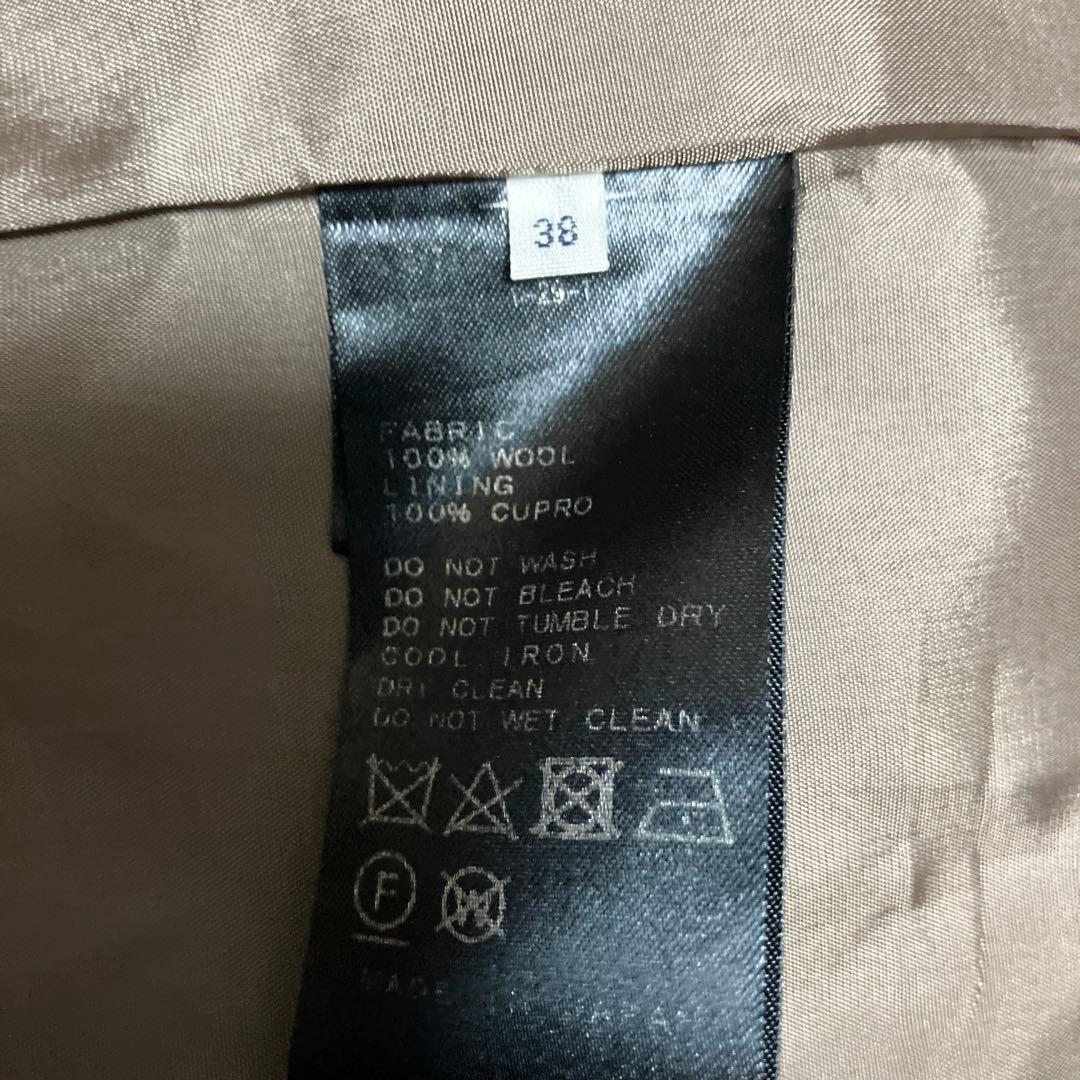 38
FABRIC
100% WOOL
LINING
100% CUPRO
DO NOT WASH
DO NOT BLEACH
DO NOT TUMBLE DRY
COOL IRON
DRY CLEAN
DO NOT WET CLEAN
F
W
MADE